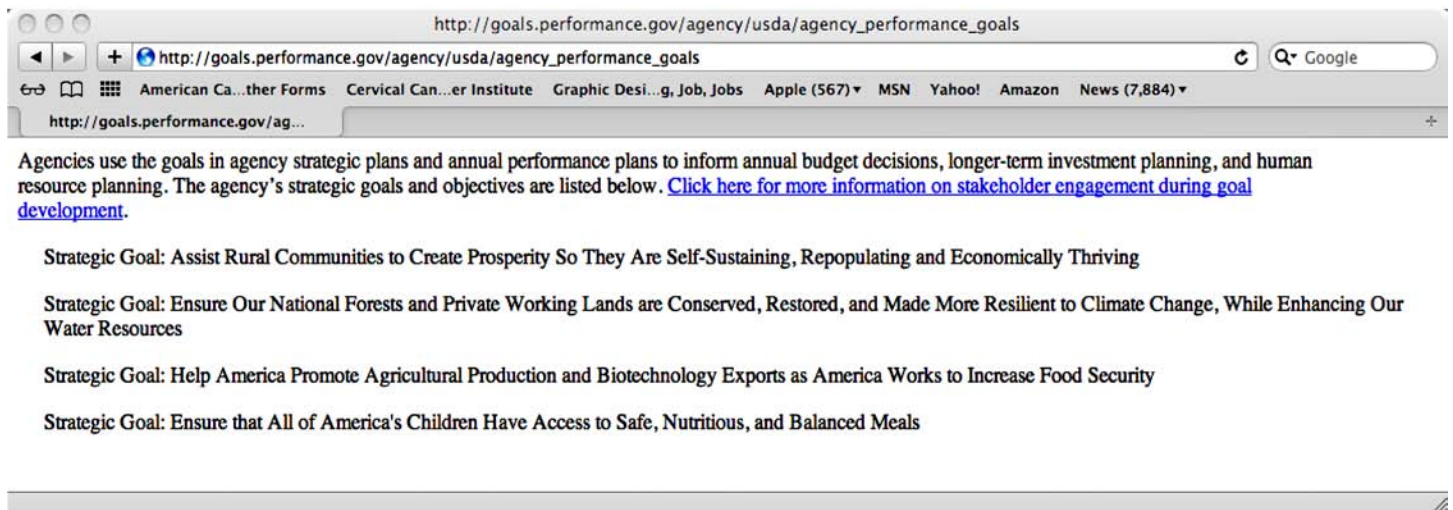 http://goals.performance.gov/agency/usda/agency_performance_goals
http://goals.performance.gov/agency/usda/agency_performance_goals
Google
American Ca...ther Forms Cervical Can...er Institute Graphic Desi...g, Job, Jobs Apple (567) MSN Yahoo! Amazon News (7,884)
http://goals.performance.gov/ag...
Agencies use the goals in agency strategic plans and annual performance plans to inform annual budget decisions, longer-term investment planning, and human
resource planning. The agency’s strategic goals and objectives are listed below. Click here for more information on stakeholder engagement during goal
development.
Strategic Goal: Assist Rural Communities to Create Prosperity So They Are Self-Sustaining, Repopulating and Economically Thriving
Strategic Goal: Ensure Our National Forests and Private Working Lands are Conserved, Restored, and Made More Resilient to Climate Change, While Enhancing Our
Water Resources
Strategic Goal: Help America Promote Agricultural Production and Biotechnology Exports as America Works to Increase Food Security
Strategic Goal: Ensure that All of America's Children Have Access to Safe, Nutritious, and Balanced Meals